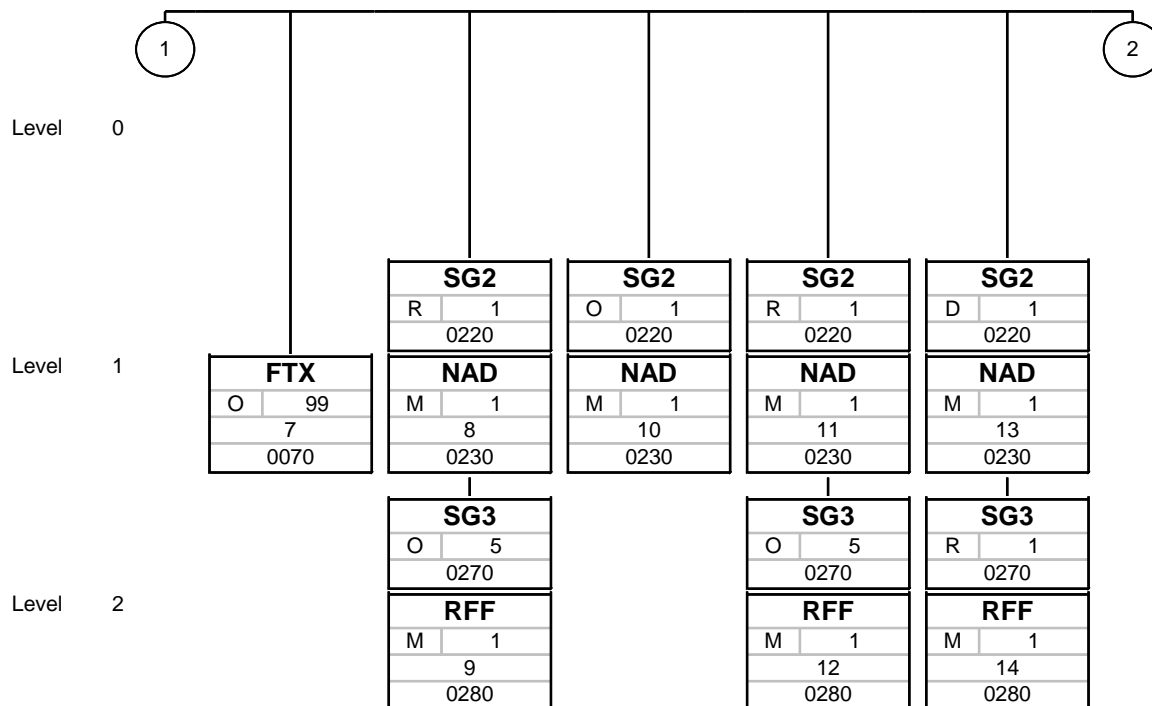 1 2
Level 0
SG2 SG2 SG2 SG2
R 1 O 1 R 1 D 1
0220 0220 0220 0220
Level 1
FTX NAD NAD NAD NAD
O 99 M 1 M 1 M 1 M 1
7 8 10 11 13
0070 0230 0230 0230 0230
SG3 SG3 SG3
O 5 O 5 R 1
0270 0270 0270
Level 2
RFF RFF RFF
M 1 M 1 M 1
9 12 14
0280 0280 0280